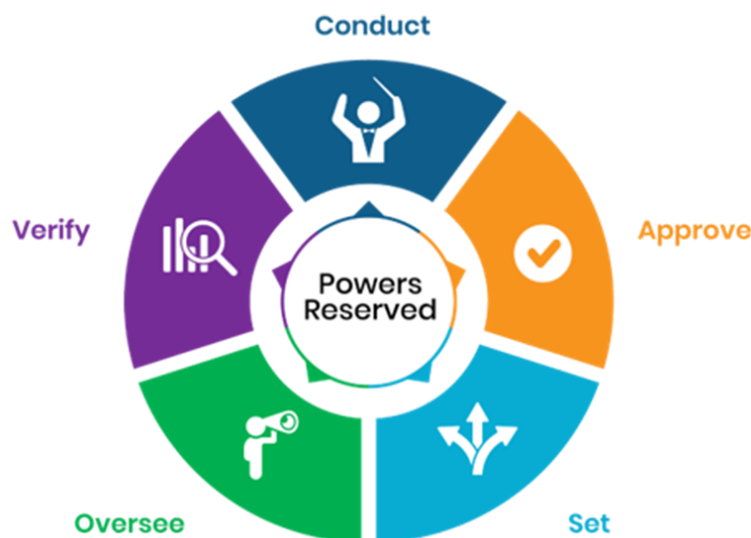 Conduct
Verify
Approve
Powers
Reserved
Oversee
Set